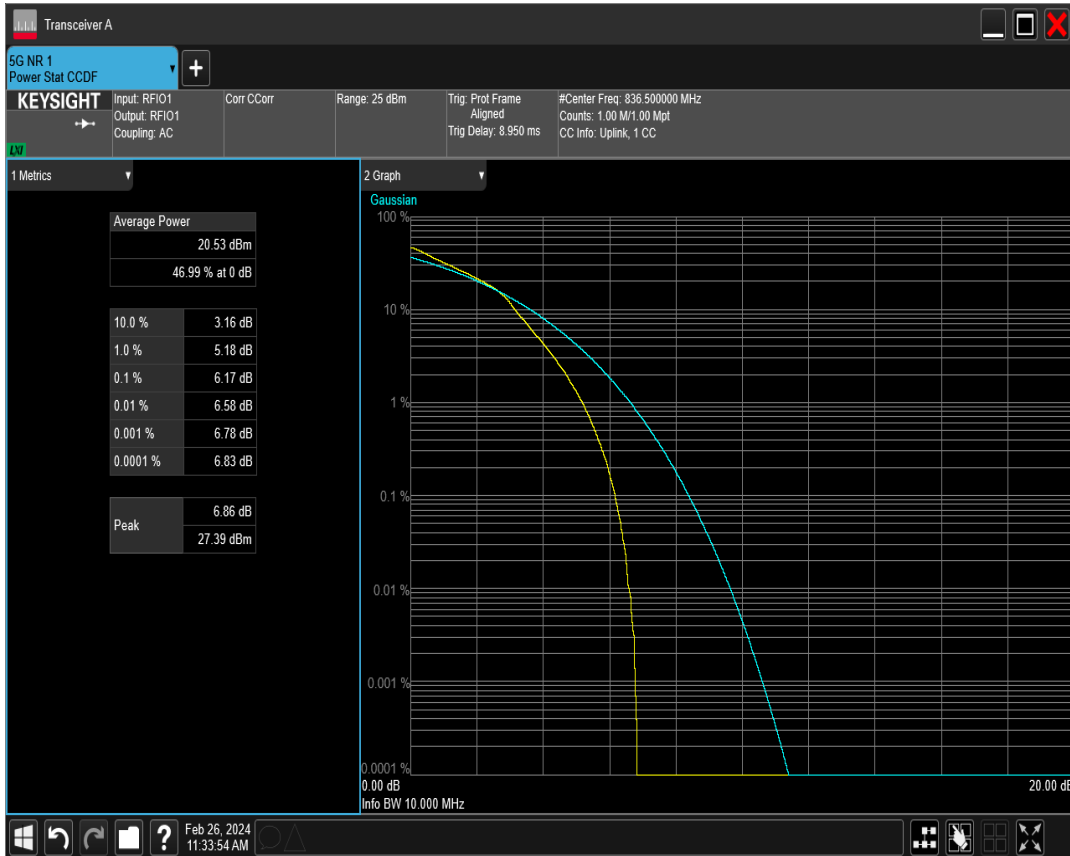 Transceiver A
5G NR 1
Power Stat CCDF
KEYSIGHT
LXI
Input: RFIO1
Output: RFIO1
Coupling: AC
Corr CCorr
Range: 25 dBm
Trig: Prot Frame
Aligned
Trig Delay: 8.950 ms
#Center Freq: 836.500000 MHz
Counts: 1.00 M/1.00 Mpt
CC Info: Uplink, 1 CC
1 Metrics
Average Power
20.53 dBm
46.99 % at 0 dB
10.0 % 3.16 dB
1.0 % 5.18 dB
0.1 % 6.17 dB
0.01 % 6.58 dB
0.001 % 6.78 dB
0.0001 % 6.83 dB
Peak
6.86 dB
27.39 dBm
2 Graph
Gaussian
100 %
10 %
1 %
0.1 %
0.01 %
0.001 %
0.0001 %
0.00 dB 20.00 dB
Info BW 10.000 MHz
? Feb 26, 2024
11:33:54 AM